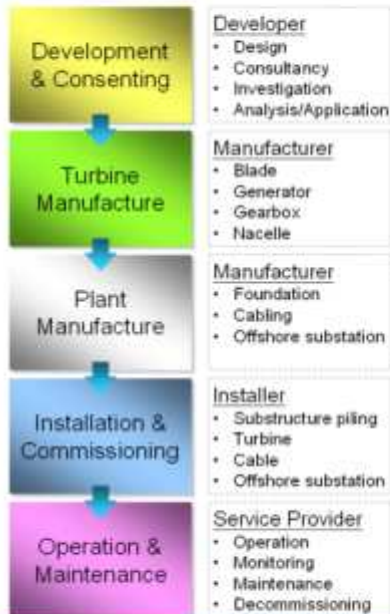 Development
& Consenting
Developer
• Design
• Consultancy
• Investigation
• Analysis/Application
Turbine
Manufacture
Manufacturer
• Blade
• Generator
• Gearbox
• Nacelle
Plant
Manufacture
Manufacturer
• Foundation
• Cabling
• Offshore substation
Installation &
Commissioning
Installer
• Substructure piling
• Turbine
• Cable
• Offshore substation
Operation &
Maintenance
Service Provider
• Operation
• Monitoring
• Maintenance
• Decommissioning